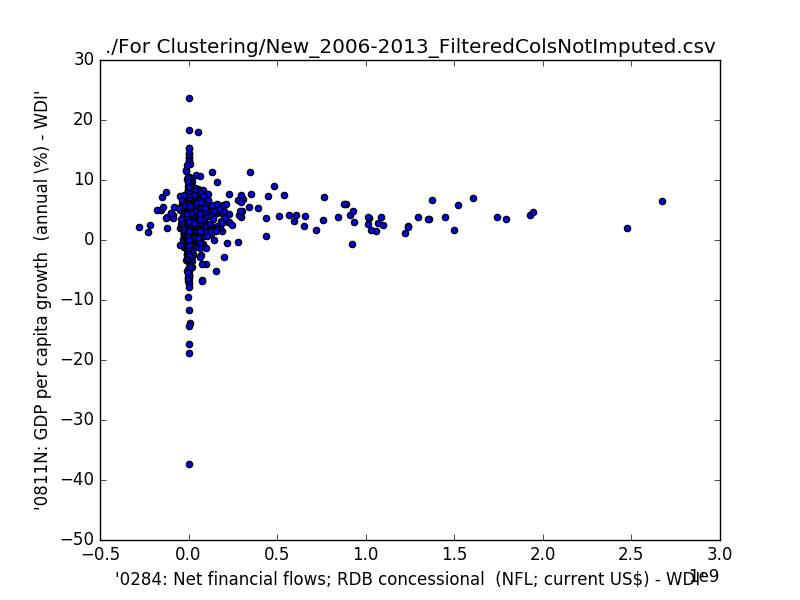 ./For Clustering/New_2006-2013_FilteredColsNotImputed.csv
30
20
10
0
−10
−20
−30
−40
−50
'0811N: GDP per capita growth  (annual \%) - WDI'
−0.5 0.0 0.5 1.0 1.5 2.0 2.5 3.0
1e9
'0284: Net financial flows; RDB concessional  (NFL; current US$) - WDI'